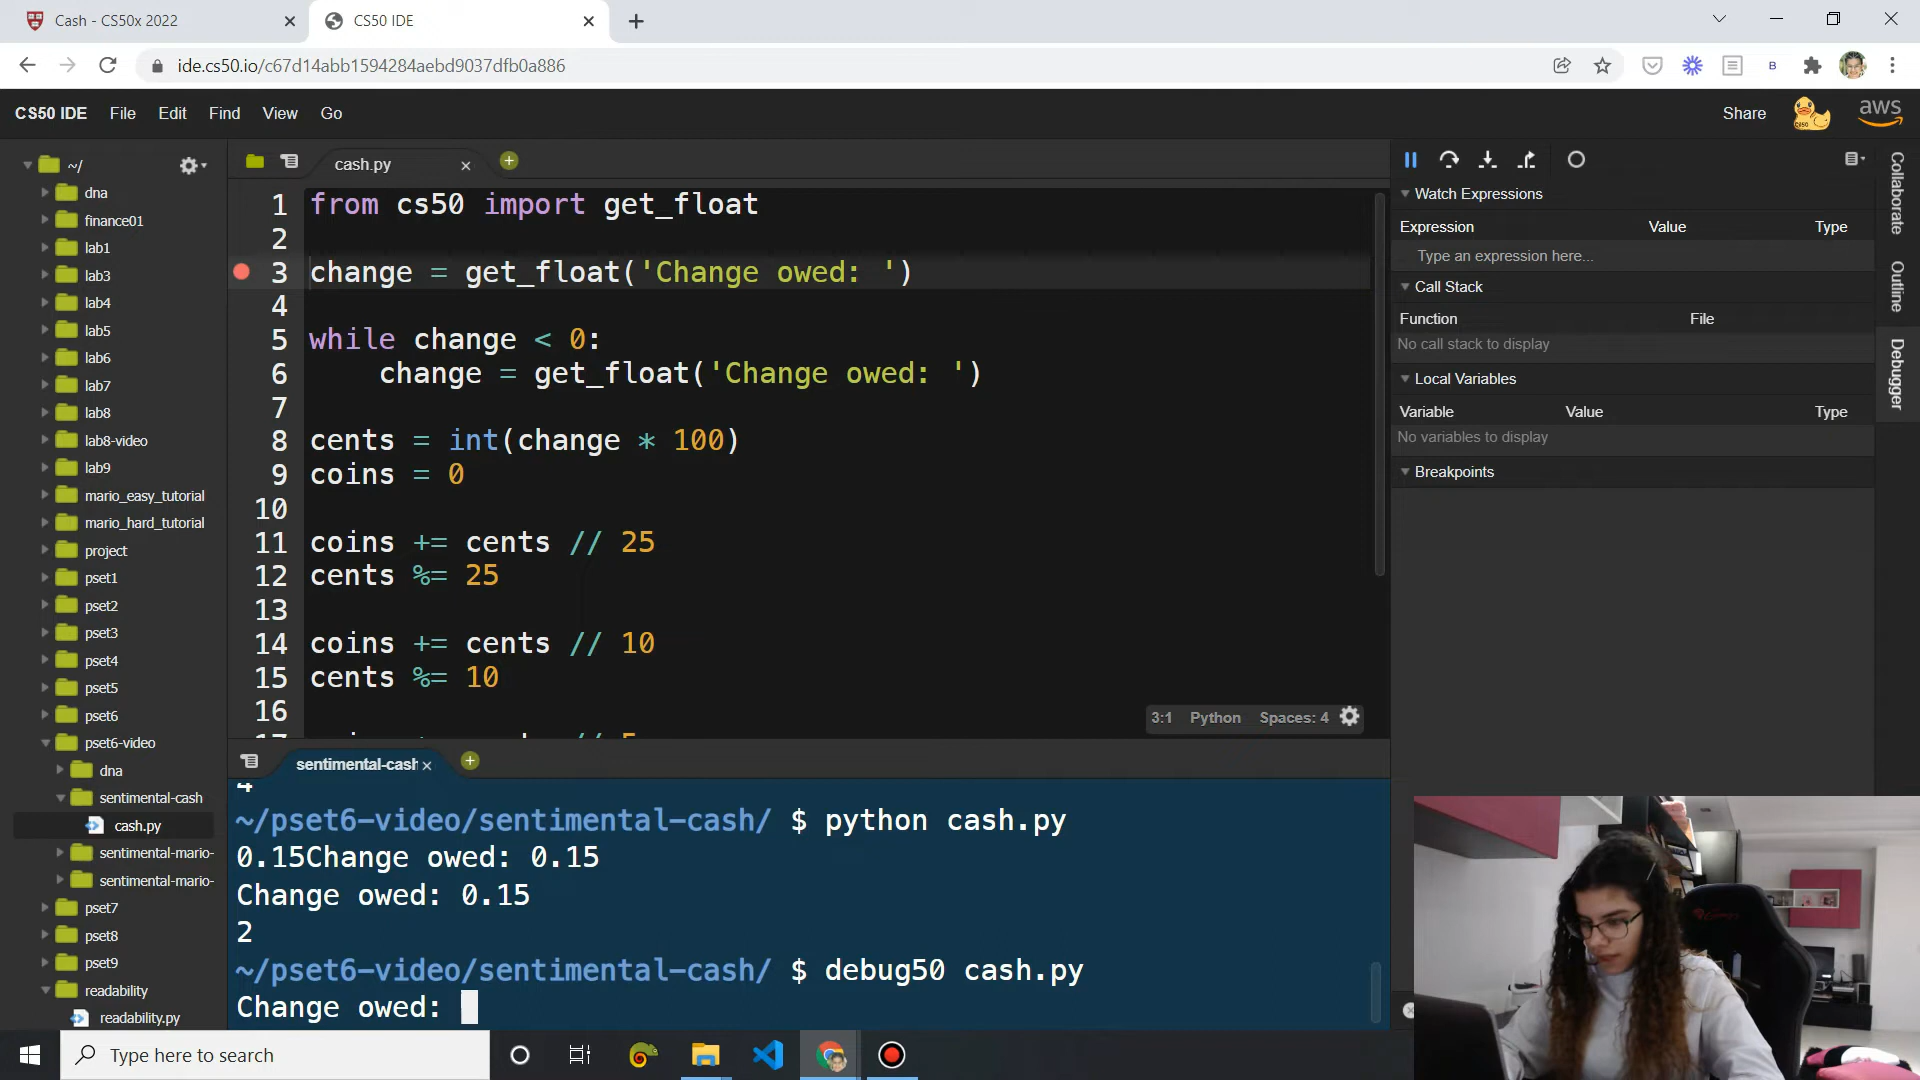 Cash - CS50x 2022
CS50 IDE
ide.cs50.io/c67d14abb1594284aebd9037dfb0a886
B
CS50 IDE File Edit Find View Go
Share
CS50
aws
~/
dna
finance01
lab1
lab3
lab4
lab5
lab6
lab7
lab8
lab8-video
lab9
mario_easy_tutorial
mario_hard_tutorial
project
pset1
pset2
pset3
pset4
pset5
pset6
pset6-video
dna
sentimental-cash
cash.py
sentimental-mario-
sentimental-mario-
pset7
pset8
pset9
readability
readability.py
cash.py
1 from cs50 import get_float
2
3 change = get_float('Change owed: ')
4
5 while change < 0:
6 change = get_float('Change owed: ')
7
8 cents = int(change * 100)
9 coins = 0
10
11 coins += cents // 25
12 cents %= 25
13
14 coins += cents // 10
15 cents %= 10
16
3:1 Python Spaces: 4
sentimental-cash
4
~/pset6-video/sentimental-cash/ $ python cash.py
0.15Change owed: 0.15
Change owed: 0.15
2
~/pset6-video/sentimental-cash/ $ debug50 cash.py
Change owed:
Watch Expressions
Expression Value Type
Type an expression here...
Call Stack
Function File
No call stack to display
Local Variables
Variable Value Type
No variables to display
Breakpoints
Collaborate
Outline
Debugger
Type here to search